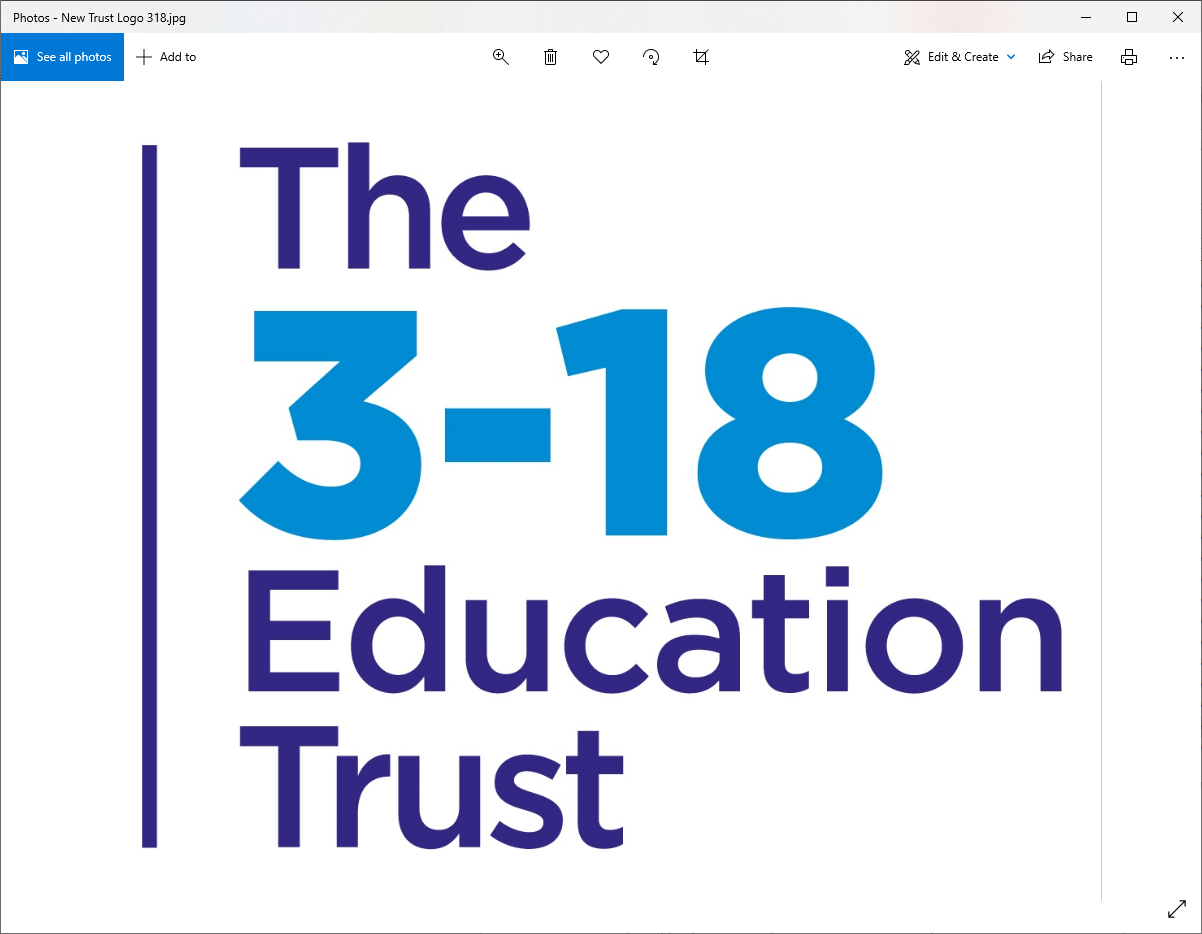 Photos - New Trust Logo 318.jpg
See all photos
Add to
Edit & Create
Share
The
3-18
Education
Trust